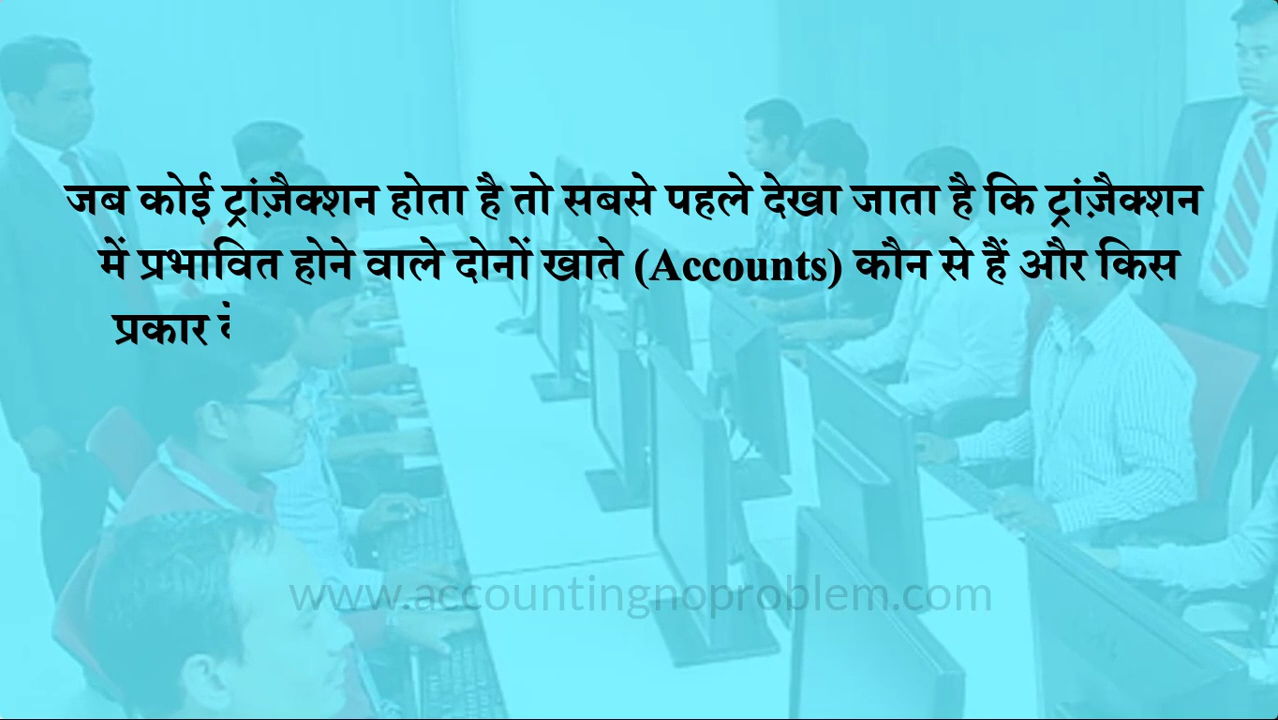 जब कोई ट्रांज़ैक्शन होता है तो सबसे पहले देखा जाता है कि ट्रांज़ैक्शन
में प्रभावित होने वाले दोनों खाते (Accounts) कौन से हैं और किस
प्रकार
www.accountingnoproblem.com